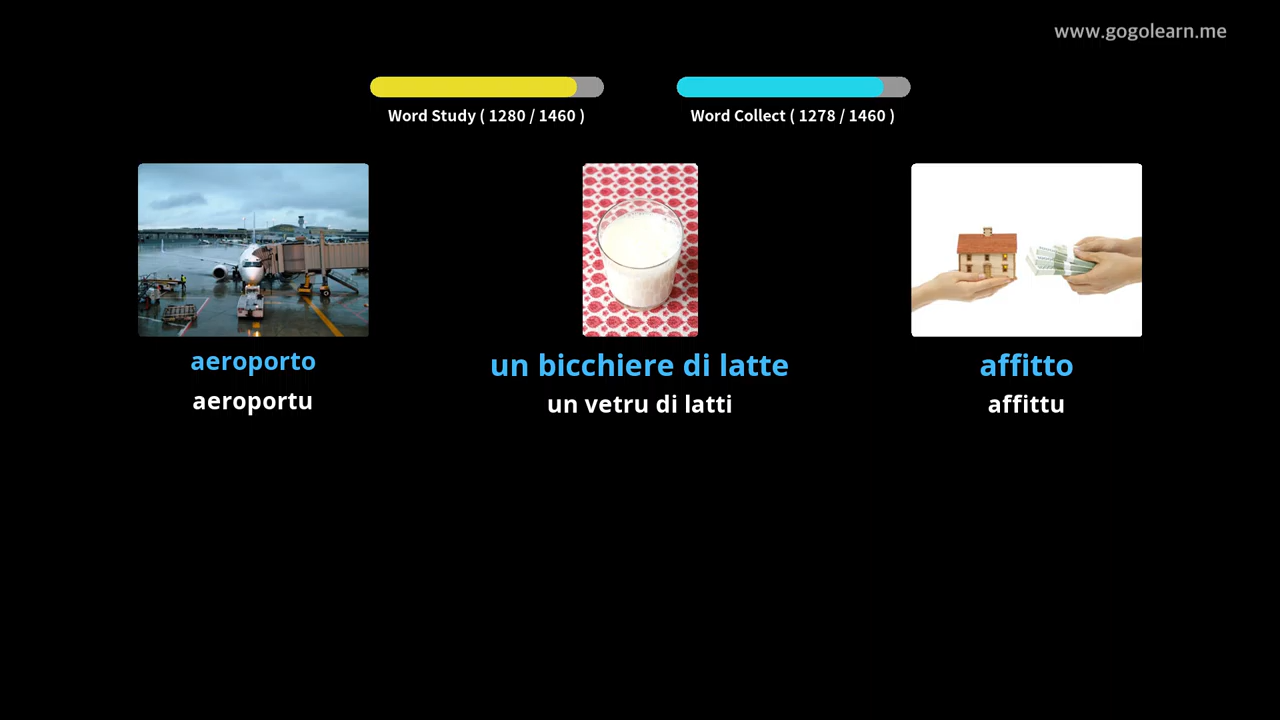 www.gogolearn.me
Word Study ( 1280 / 1460 )
Word Collect ( 1278 / 1460 )
aeroporto
aeroportu
un bicchiere di latte
un vetru di latti
affitto
affittu